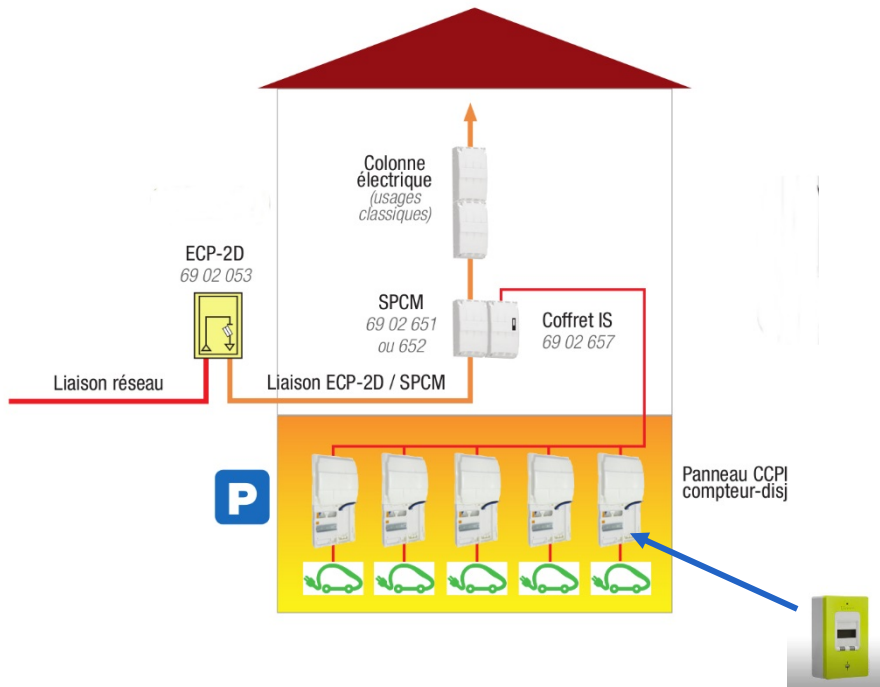 Colonne
électrique
(usages
classiques)
ECP-2D
69 02 053
SPCM
69 02 651
ou 652
Coffret IS
69 02 657
Liaison réseau
Liaison ECP-2D / SPCM
P
Panneau CCPI
compteur-disj